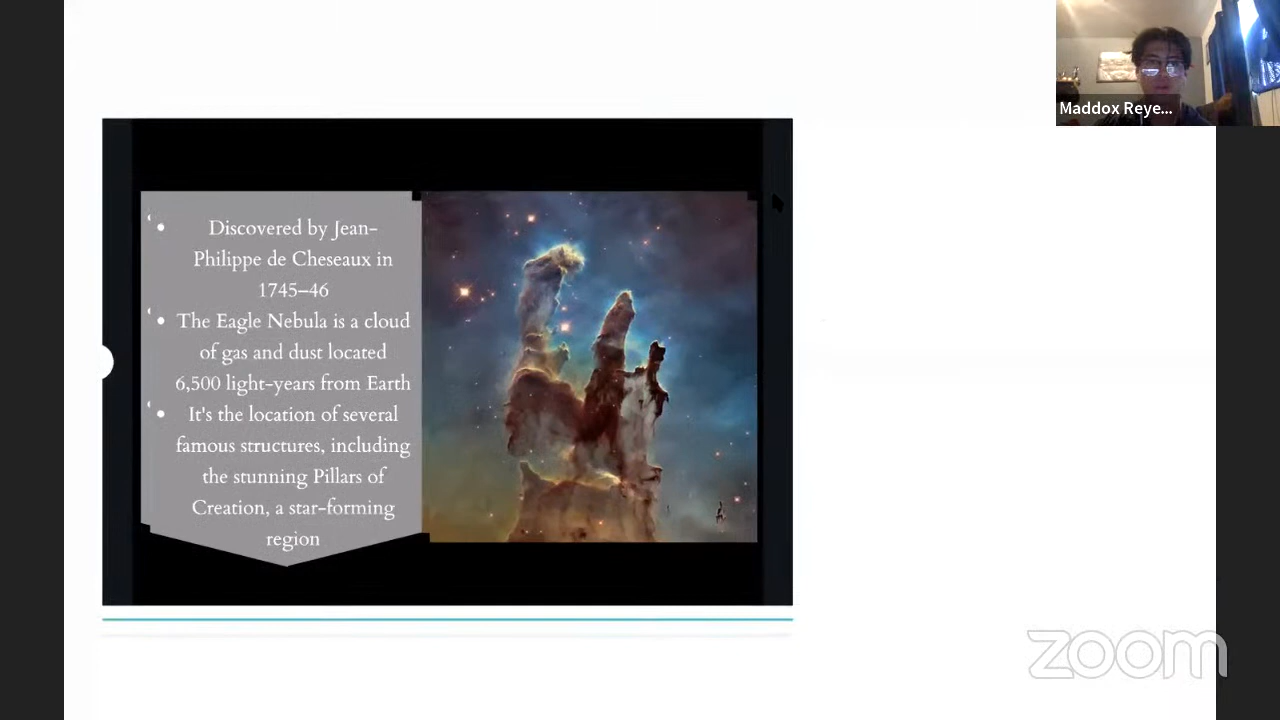 Maddox Reye...
• Discovered by Jean-
Philippe de Cheseaux in
1745–46
• The Eagle Nebula is a cloud
of gas and dust located
6,500 light-years from Earth
• It's the location of several
famous structures, including
the stunning Pillars of
Creation, a star-forming
region
zoom